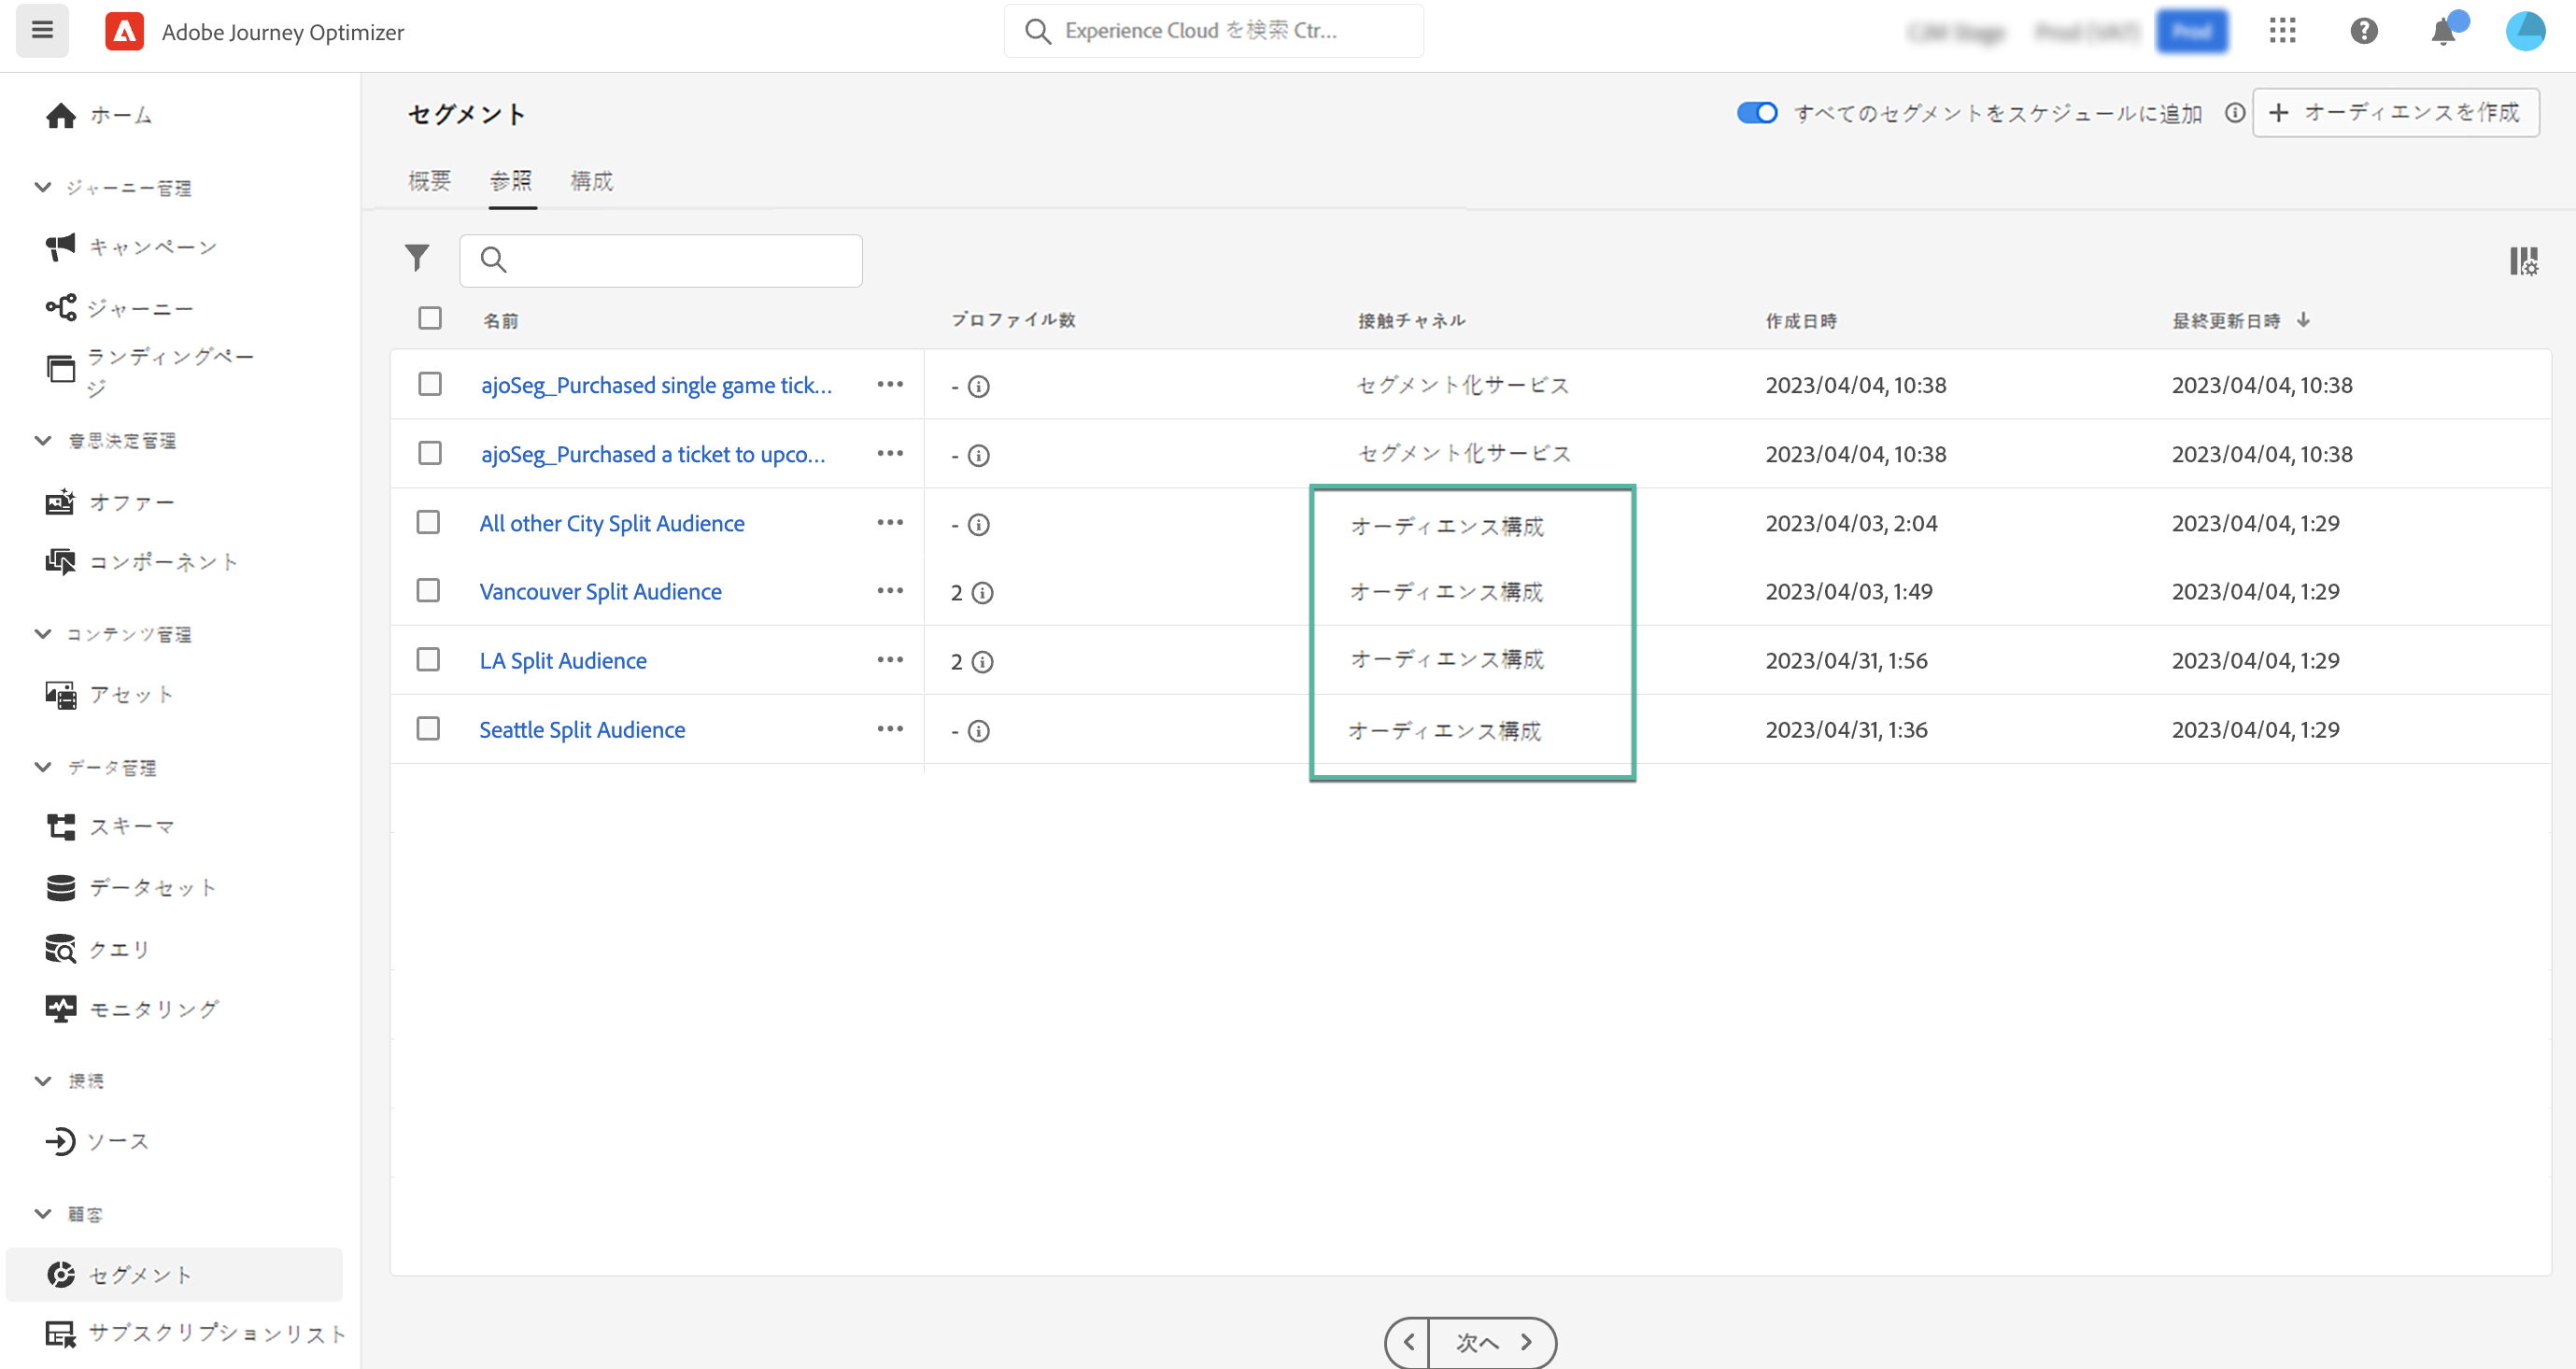 Adobe Journey Optimizer
Experience Cloud を検索 Ctr...
Prod
ホーム
ジャーニー管理
キャンペーン
ジャーニー
ランディングペー
ジ
意思決定管理
オファー
コンポーネント
コンテンツ管理
アセット
データ管理
スキーマ
データセット
クエリ
モニタリング
接続
ソース
顧客
セグメント
サブスクリプションリスト
セグメント
すべてのセグメントをスケジュールに追加
オーディエンスを作成
概要 参照 構成
名前 プロファイル数 接触チャネル 作成日時 最終更新日時
ajoSeg_Purchased single game tick... - セグメント化サービス 2023/04/04, 10:38 2023/04/04, 10:38
ajoSeg_Purchased a ticket to upco... - セグメント化サービス 2023/04/04, 10:38 2023/04/04, 10:38
All other City Split Audience - オーディエンス構成 2023/04/03, 2:04 2023/04/04, 1:29
Vancouver Split Audience 2 オーディエンス構成 2023/04/03, 1:49 2023/04/04, 1:29
LA Split Audience 2 オーディエンス構成 2023/04/31, 1:56 2023/04/04, 1:29
Seattle Split Audience - オーディエンス構成 2023/04/31, 1:36 2023/04/04, 1:29
次へ